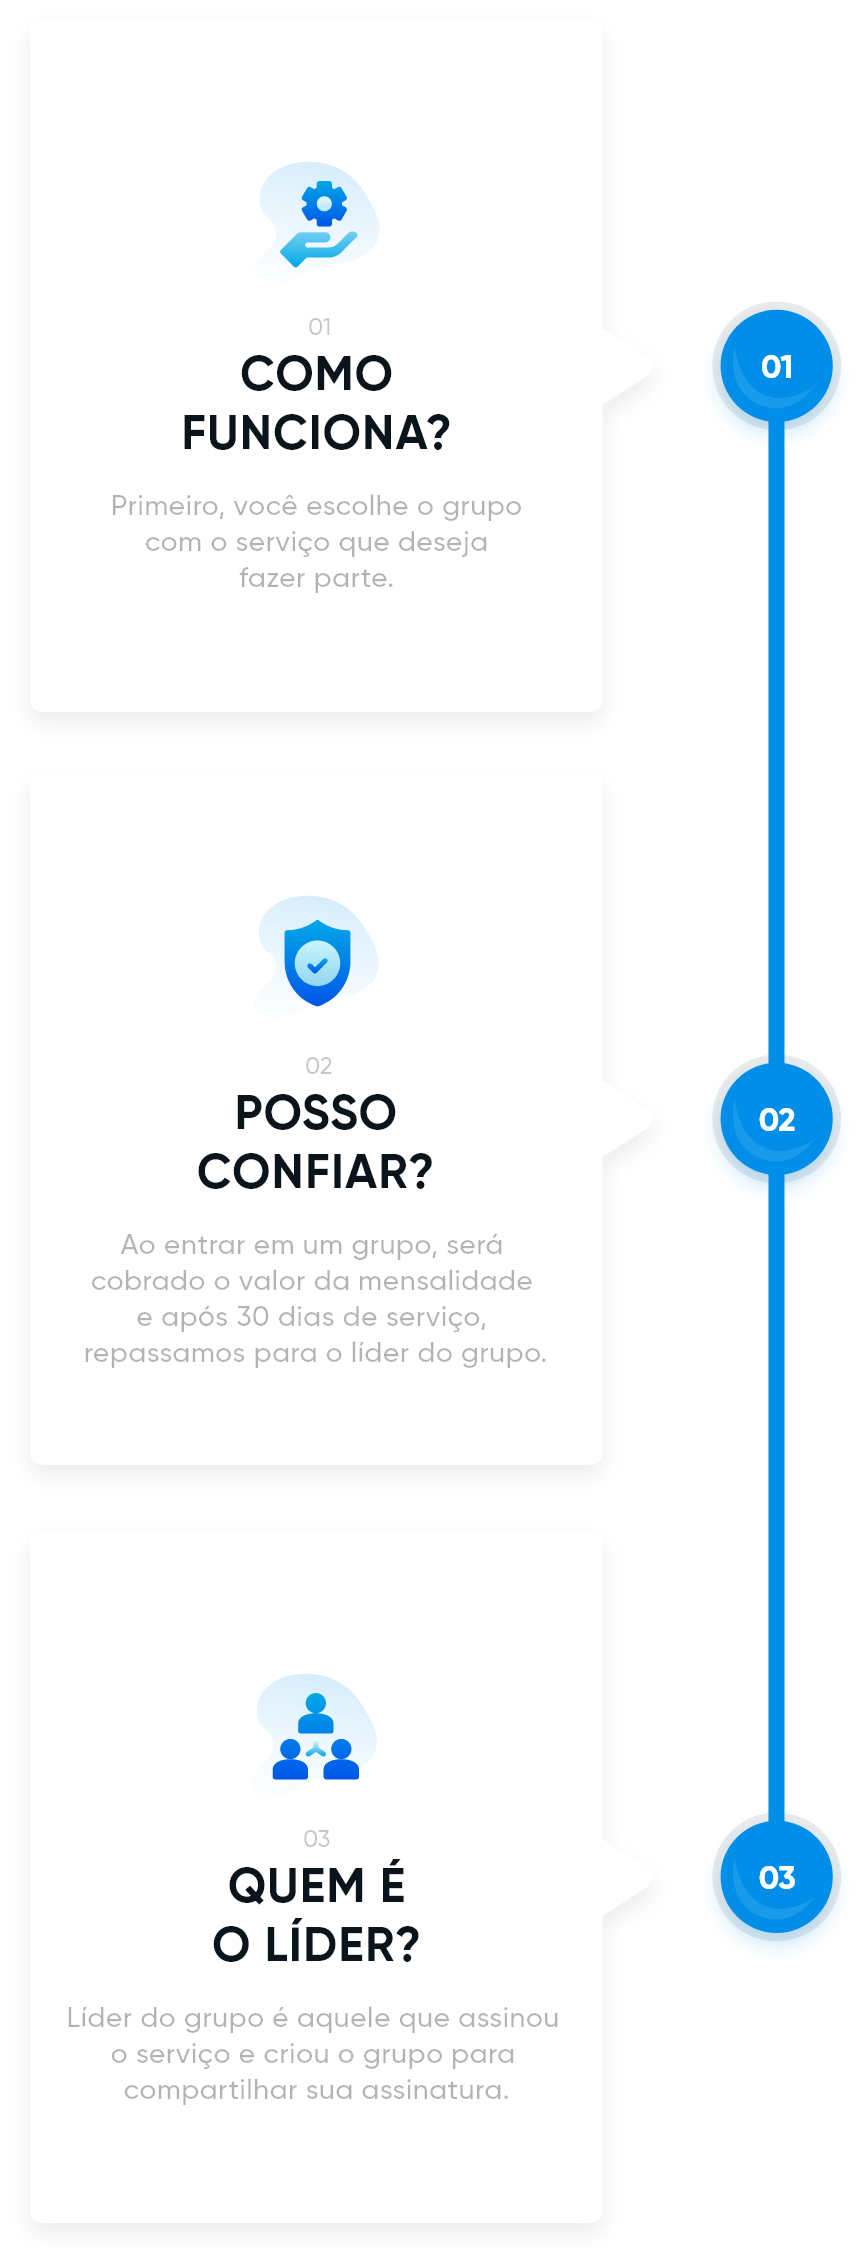 01
COMO
FUNCIONA?
Primeiro, você escolhe o grupo
com o serviço que deseja
fazer parte.
01
02
POSSO
CONFIAR?
Ao entrar em um grupo, será
cobrado o valor da mensalidade
e após 30 dias de serviço,
repassamos para o líder do grupo.
02
03
QUEM É
O LÍDER?
Líder do grupo é aquele que assinou
o serviço e criou o grupo para
compartilhar sua assinatura.
03